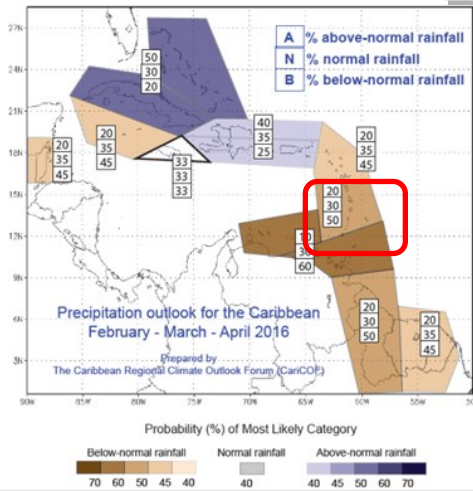 A % above-normal rainfall
N % normal rainfall
B % below-normal rainfall
27N
24N
21N
18N
15N
12N
9N
6N
3N
50
30
20
40
35
25
20
35
45
20
35
45
20
35
45
33
33
33
20
30
50
10
60
20
30
50
20
35
45
Precipitation outlook for the Caribbean
February - March - April 2016
Prepared by
The Caribbean Regional Climate Outlook Forum (CariCOF)
90W 85W 80W 75W 70W 65W 60W 55W
Probability (%) of Most Likely Category
Below-normal rainfall Normal rainfall Above-normal rainfall
70 60 50 45 40 40 40 45 50 60 70